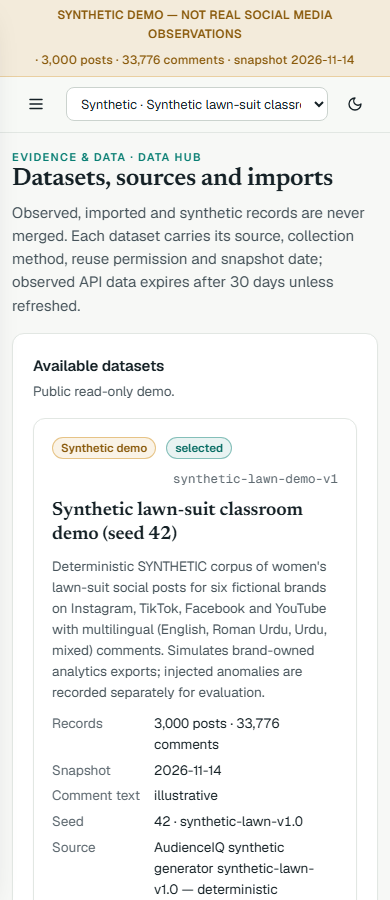 SYNTHETIC DEMO — NOT REAL SOCIAL MEDIA
OBSERVATIONS
· 3,000 posts · 33,776 comments · snapshot 2026-11-14
Synthetic · Synthetic lawn-suit classr
EVIDENCE & DATA · DATA HUB
Datasets, sources and imports
Observed, imported and synthetic records are never
merged. Each dataset carries its source, collection
method, reuse permission and snapshot date;
observed API data expires after 30 days unless
refreshed.
Available datasets
Public read-only demo.
Synthetic demo selected
synthetic-lawn-demo-v1
Synthetic lawn-suit classroom
demo (seed 42)
Deterministic SYNTHETIC corpus of women's
lawn-suit social posts for six fictional brands
on Instagram, TikTok, Facebook and YouTube
with multilingual (English, Roman Urdu, Urdu,
mixed) comments. Simulates brand-owned
analytics exports; injected anomalies are
recorded separately for evaluation.
Records 3,000 posts · 33,776
comments
Snapshot 2026-11-14
Comment text illustrative
Seed 42 · synthetic-lawn-v1.0
Source AudienceIQ synthetic
generator synthetic-lawn-
v1.0 — deterministic